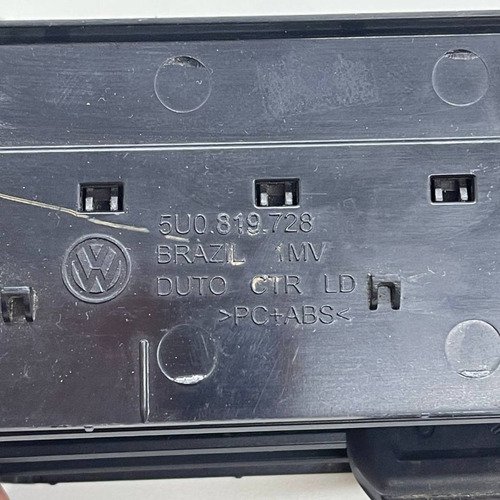 5U0.819.728
BRAZIL 1MV
DUTO CTR LD
>PC+ABS<